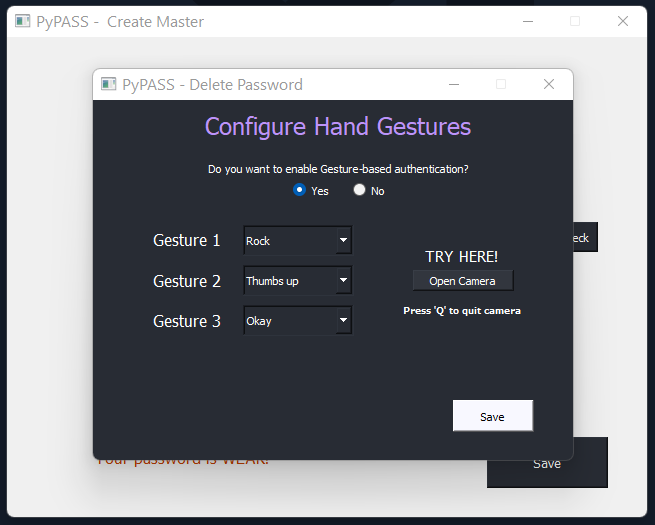 PyPASS - Create Master
PyPASS - Delete Password
Configure Hand Gestures
Do you want to enable Gesture-based authentication?
Yes No
Gesture 1 Rock
Gesture 2 Thumbs up
Gesture 3 Okay
TRY HERE!
Open Camera
Press 'Q' to quit camera
Save
eck
Your password is WEAK!
Save